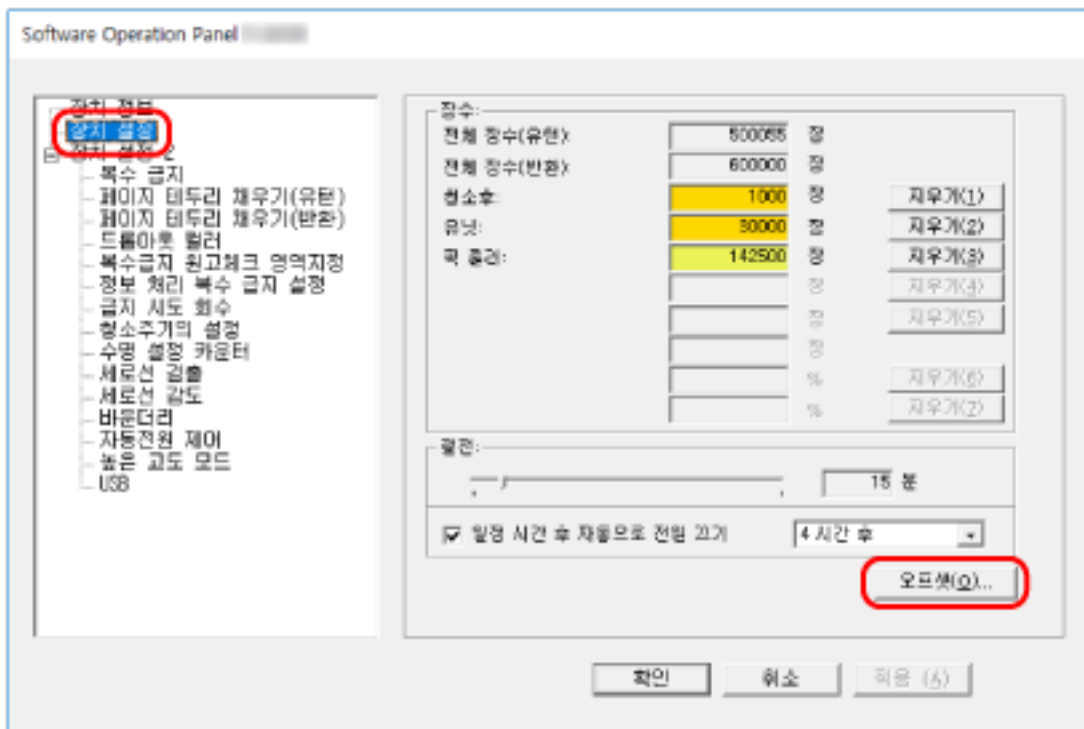 Software Operation Panel
장치 정보
장치 설정
장치 설정 2
복수 급지
페이지 테두리 채우기(유턴)
페이지 테두리 채우기(반환)
드롭아웃 컬러
복수급지 원고체크 영역지정
정보 처리 복수 급지 설정
급지 시도 회수
청소주기의 설정
수명 설정 카운터
세로선 검출
세로선 감도
바운더리
자동전원 제어
높은 고도 모드
USB
장수:
전체 장수(유턴): 500055 장
전체 장수(반환): 600000 장
청소후: 1000 장 지우기(1)
유닛: 30000 장 지우기(2)
픽 롤러: 142500 장 지우기(3)
장 지우기(4)
장 지우기(5)
장
% 지우기(6)
% 지우기(7)
절전:
15 분
일정 시간 후 자동으로 전원 끄기 4 시간 후
오프셋(O)...
확인 취소 적용 (A)